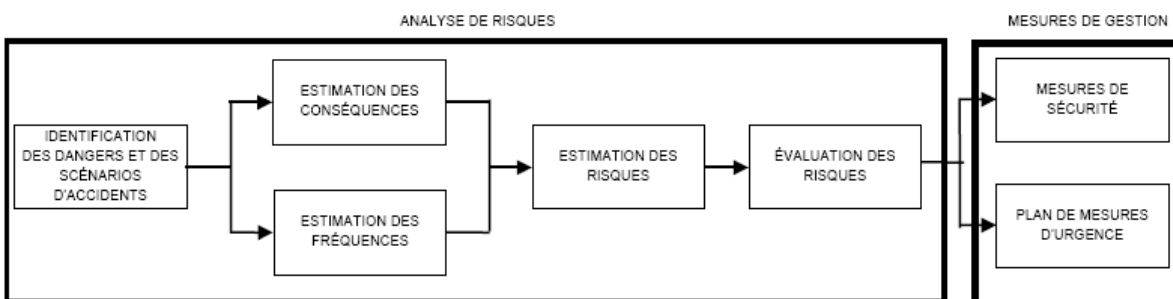 ANALYSE DE RISQUES
MESURES DE GESTION
IDENTIFICATION
DES DANGERS ET DES
SCÉNARIOS
D'ACCIDENTS
ESTIMATION DES
CONSÉQUENCES
ESTIMATION DES
FRÉQUENCES
ESTIMATION DES
RISQUES
ÉVALUATION DES
RISQUES
MESURES DE
SÉCURITÉ
PLAN DE MESURES
D'URGENCE